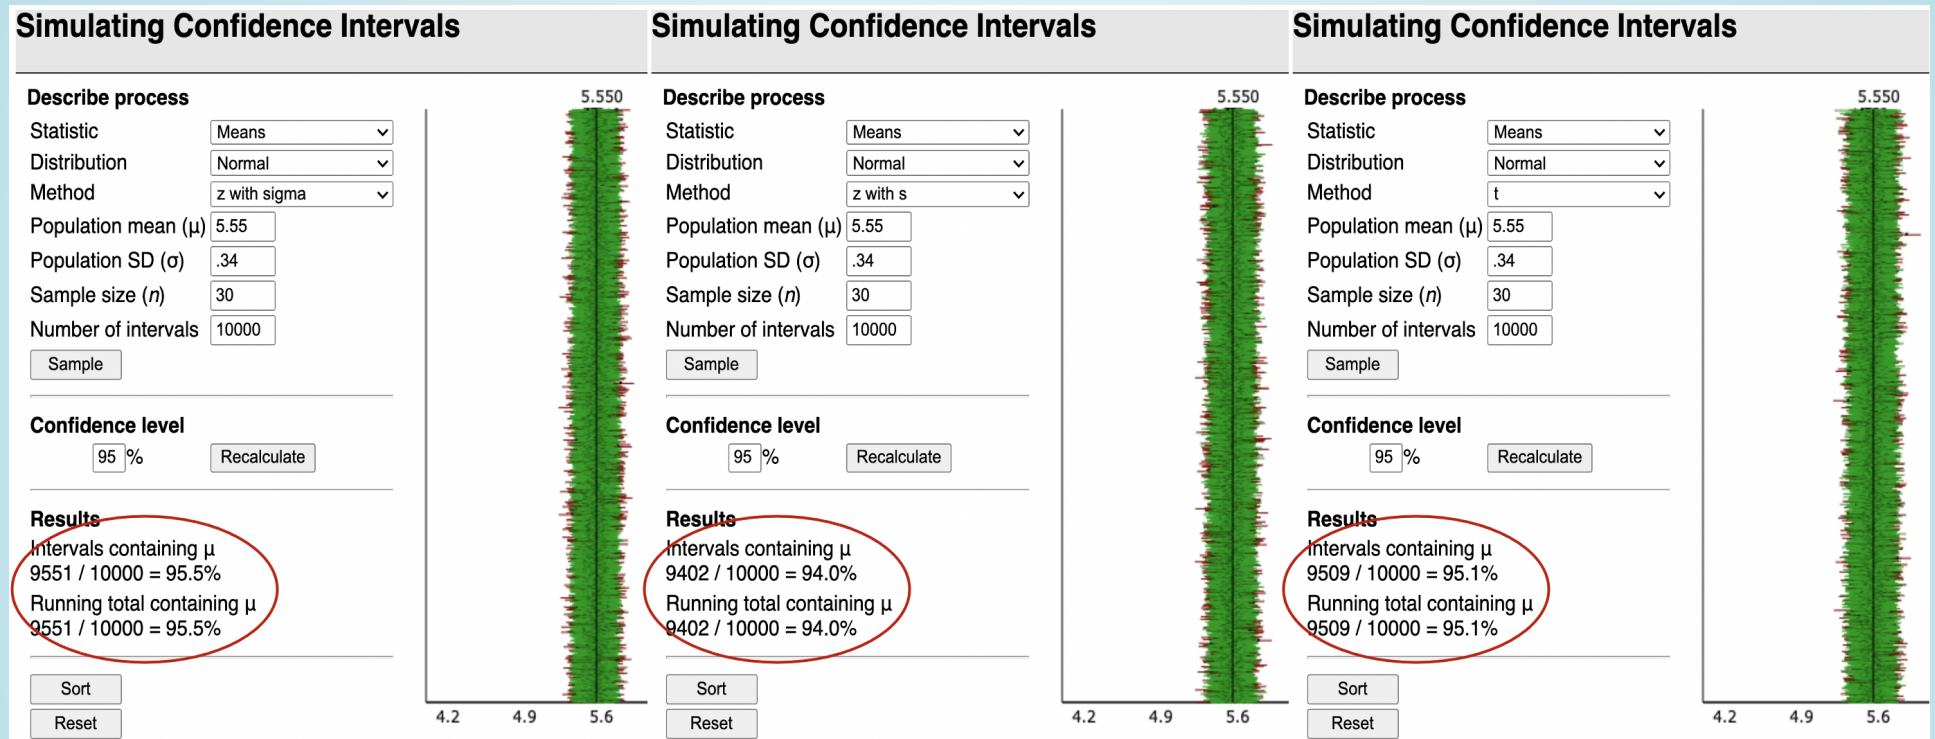 Simulating Confidence Intervals
Describe process
5.550
Statistic Means
Distribution Normal
Method z with sigma
Population mean (μ) 5.55
Population SD (σ) .34
Sample size (n) 30
Number of intervals 10000
Sample
Confidence level
95 % Recalculate
Results
Intervals containing μ
9551 / 10000 = 95.5%
Running total containing μ
9551 / 10000 = 95.5%
Sort
Reset
4.2 4.9 5.6
Simulating Confidence Intervals
Describe process
5.550
Statistic Means
Distribution Normal
Method z with s
Population mean (μ) 5.55
Population SD (σ) .34
Sample size (n) 30
Number of intervals 10000
Sample
Confidence level
95 % Recalculate
Results
Intervals containing μ
9402 / 10000 = 94.0%
Running total containing μ
9402 / 10000 = 94.0%
Sort
Reset
4.2 4.9 5.6
Simulating Confidence Intervals
Describe process
5.550
Statistic Means
Distribution Normal
Method t
Population mean (μ) 5.55
Population SD (σ) .34
Sample size (n) 30
Number of intervals 10000
Sample
Confidence level
95 % Recalculate
Results
Intervals containing μ
9509 / 10000 = 95.1%
Running total containing μ
9509 / 10000 = 95.1%
Sort
Reset
4.2 4.9 5.6